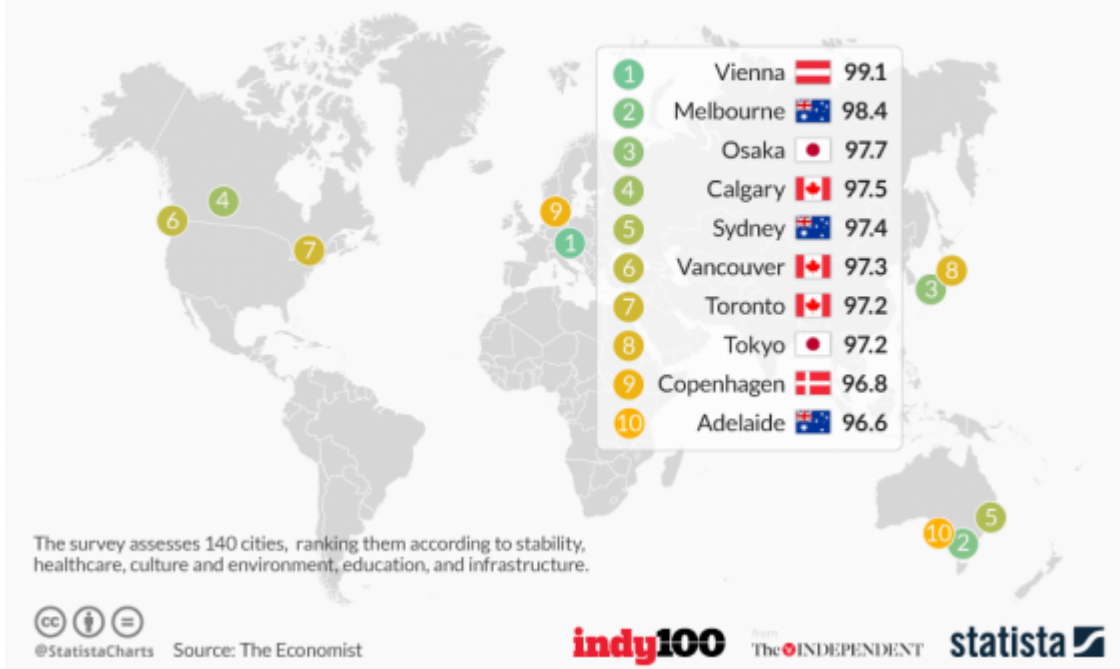 1 Vienna 99.1
2 Melbourne 98.4
3 Osaka 97.7
4 Calgary 97.5
5 Sydney 97.4
6 Vancouver 97.3
7 Toronto 97.2
8 Tokyo 97.2
9 Copenhagen 96.8
10 Adelaide 96.6
4
6
7
9
1
8
3
5
10
2
The survey assesses 140 cities, ranking them according to stability,
healthcare, culture and environment, education, and infrastructure.
cc
@StatistaCharts Source: The Economist
indy100
from
The INDEPENDENT
statista